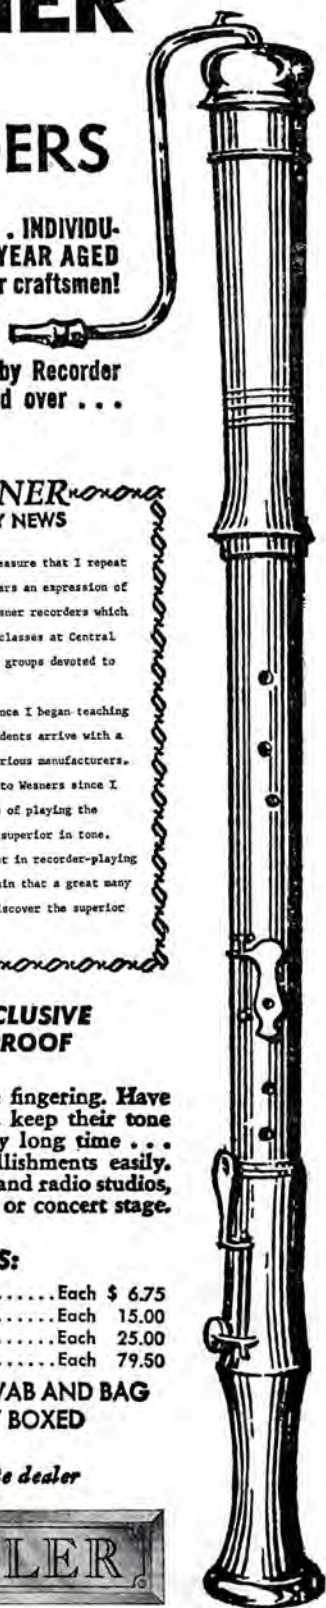 ERS
. INDIVIDU-
YEAR AGED
r craftsmen!
by Recorder
d over . . .
NER
Y NEWS
easure that I repeat
ars an expression of
sner recorders which
classes at Central
groups devoted to
nce I began teaching
dents arrive with a
rious manufacturers.
to Wesners since I
of playing the
superior in tone.
t in recorder-playing
in that a great many
iscover the superior
CLUSIVE
ROOF
fingering. Have
keep their tone
y long time . . .
llishments easily.
and radio studios,
or concert stage.
S:
......Each $ 6.75
......Each 15.00
......Each 25.00
......Each 79.50
AB AND BAG
BOXED
te dealer
LER